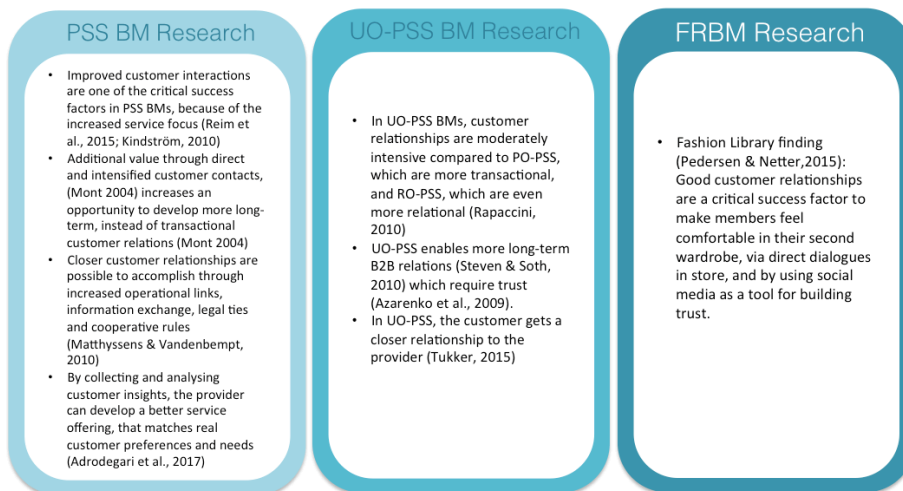 PSS BM Research
• Improved customer interactions
are one of the critical success
factors in PSS BMs, because of the
increased service focus (Reim et
al., 2015; Kindström, 2010)
• Additional value through direct
and intensified customer contacts,
(Mont 2004) increases an
opportunity to develop more long-
term, instead of transactional
customer relations (Mont 2004)
• Closer customer relationships are
possible to accomplish through
increased operational links,
information exchange, legal ties
and cooperative rules
(Matthyssens & Vandenbempt,
2010)
• By collecting and analysing
customer insights, the provider
can develop a better service
offering, that matches real
customer preferences and needs
(Adrodegari et al., 2017)
UO-PSS BM Research
• In UO-PSS BMs, customer
relationships are moderately
intensive compared to PO-PSS,
which are more transactional,
and RO-PSS, which are even
more relational (Rapaccini,
2010)
• UO-PSS enables more long-term
B2B relations (Steven & Soth,
2010) which require trust
(Azarenko et al., 2009).
• In UO-PSS, the customer gets a
closer relationship to the
provider (Tukker, 2015)
FRBM Research
• Fashion Library finding
(Pedersen & Netter,2015):
Good customer relationships
are a critical success factor to
make members feel
comfortable in their second
wardrobe, via direct dialogues
in store, and by using social
media as a tool for building
trust.